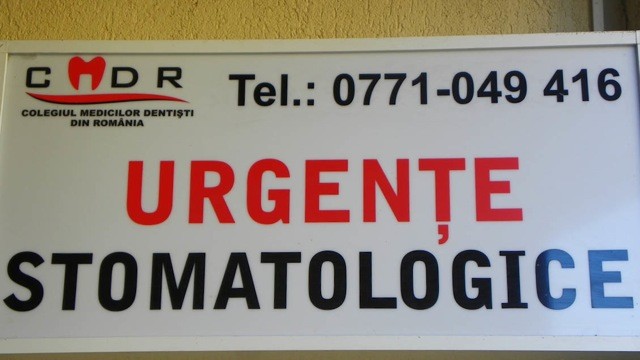 CMDR
COLEGIUL MEDICILOR DENTIȘTI
DIN ROMÂNIA
Tel.: 0771-049 416
URGENȚE
STOMATOLOGICE